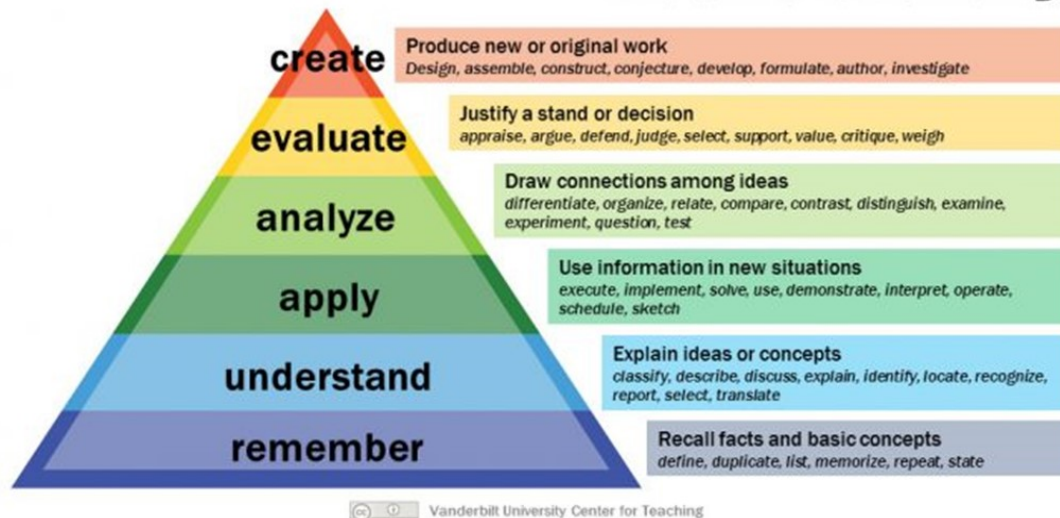 create
Produce new or original work
Design, assemble, construct, conjecture, develop, formulate, author, investigate
evaluate
Justify a stand or decision
appraise, argue, defend, judge, select, support, value, critique, weigh
analyze
Draw connections among ideas
differentiate, organize, relate, compare, contrast, distinguish, examine,
experiment, question, test
apply
Use information in new situations
execute, implement, solve, use, demonstrate, interpret, operate,
schedule, sketch
understand
Explain ideas or concepts
classify, describe, discuss, explain, identify, locate, recognize,
report, select, translate
remember
Recall facts and basic concepts
define, duplicate, list, memorize, repeat, state
cc Vanderbilt University Center for Teaching